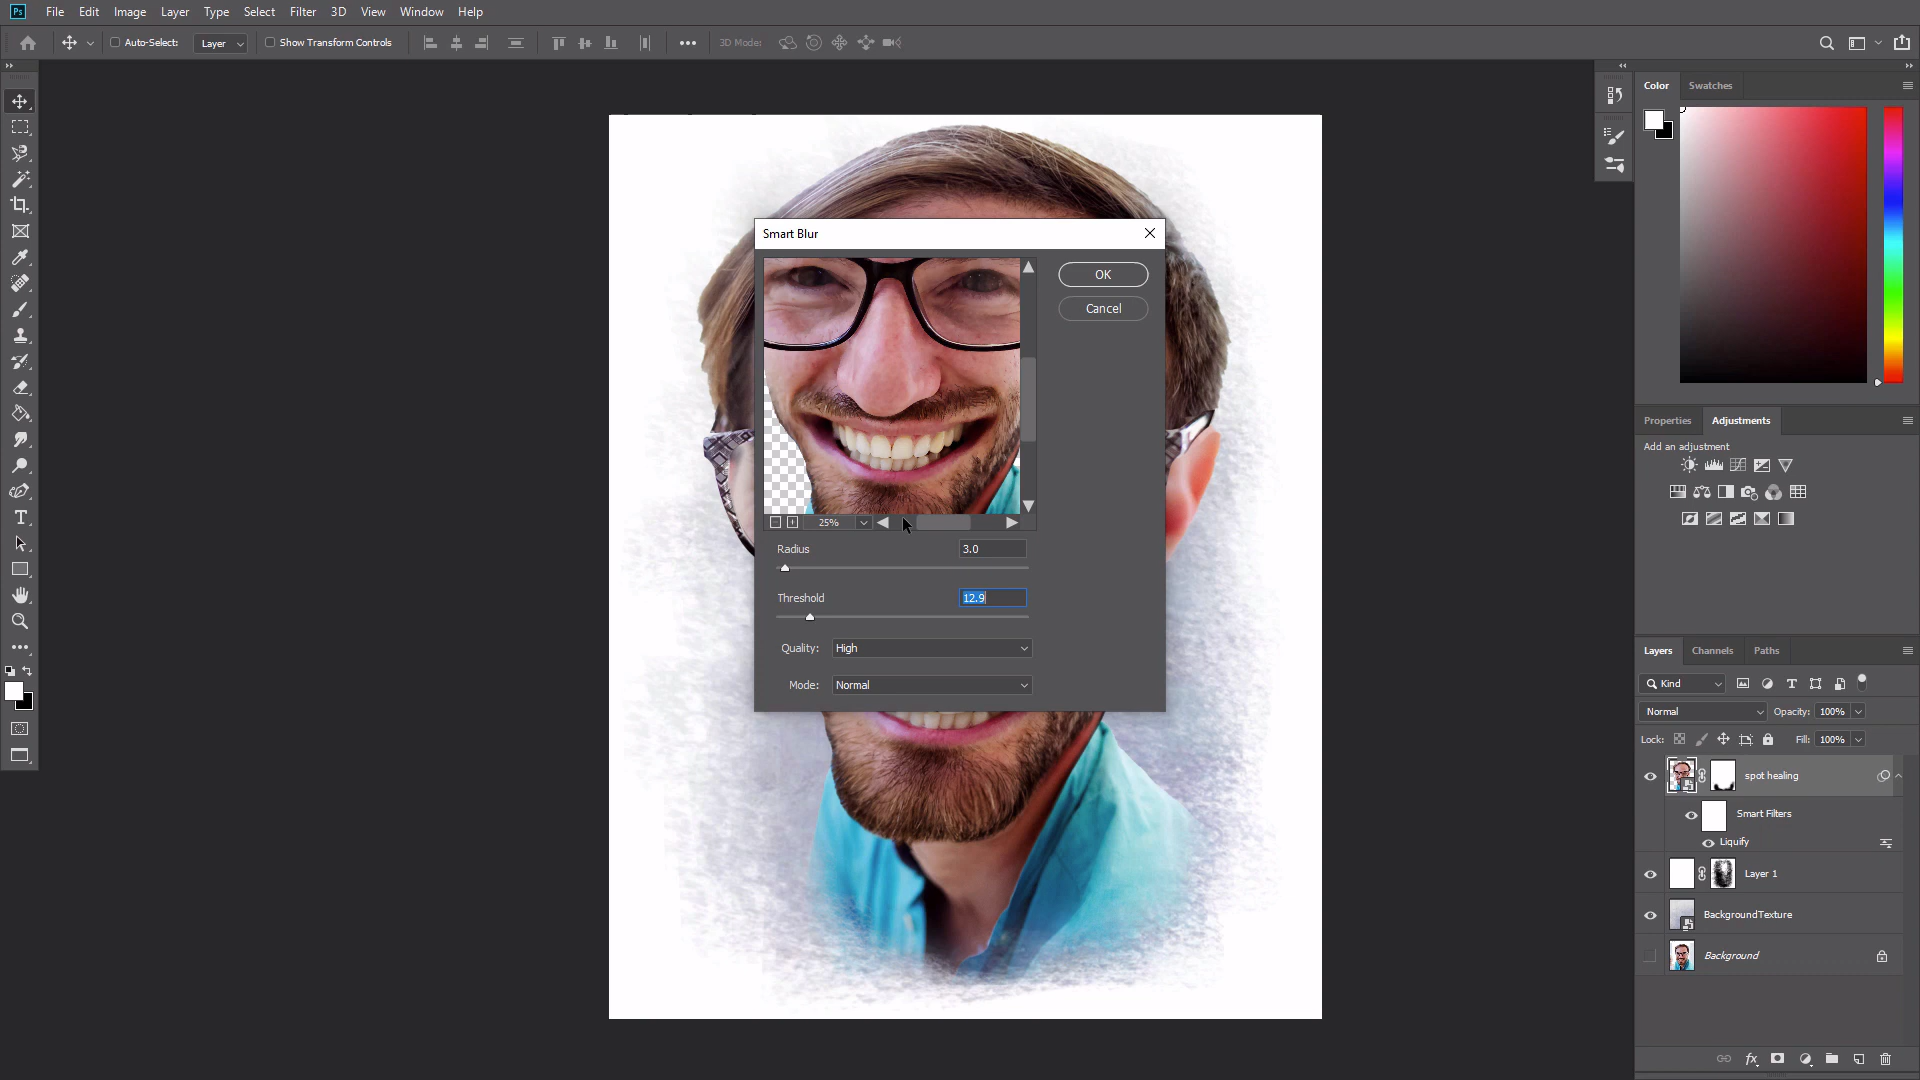 Ps File Edit Image Layer Type Select Filter 3D View Window Help
Auto-Select: Layer Show Transform Controls 3D Mode:
Color Swatches
Smart Blur
OK
Cancel
25%
Radius 3.0
Threshold 12.9
Quality: High
Mode: Normal
Properties Adjustments
Add an adjustment
Layers Channels Paths
Kind
Normal Opacity: 100%
Lock: Fill: 100%
spot healing
Smart Filters
Liquify
Layer 1
BackgroundTexture
Background